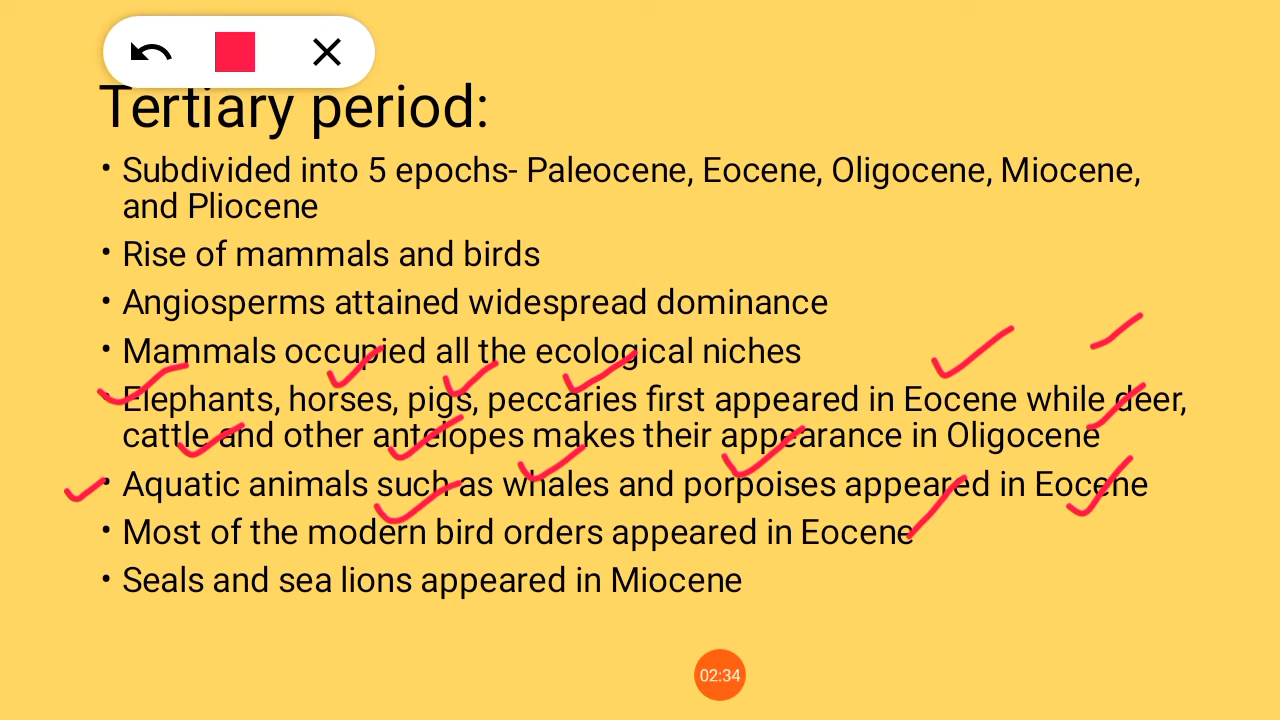 Tertiary period:
• Subdivided into 5 epochs- Paleocene, Eocene, Oligocene, Miocene,
and Pliocene
• Rise of mammals and birds
• Angiosperms attained widespread dominance
• Mammals occupied all the ecological niches
• Elephants, horses, pigs, peccaries first appeared in Eocene while deer,
cattle and other antelopes makes their appearance in Oligocene
• Aquatic animals such as whales and porpoises appeared in Eocene
• Most of the modern bird orders appeared in Eocene
• Seals and sea lions appeared in Miocene
02:34